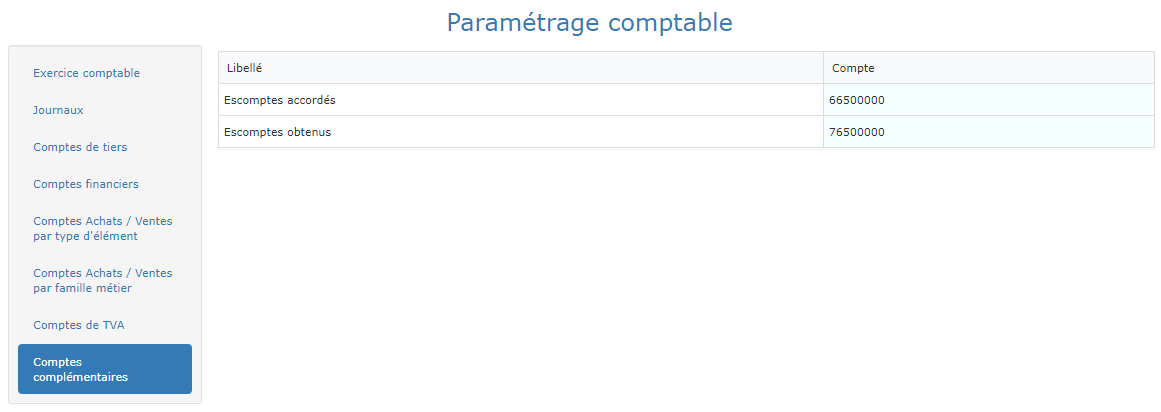 Paramétrage comptable
Exercice comptable
Journaux
Comptes de tiers
Comptes financiers
Comptes Achats / Ventes
par type d'élément
Comptes Achats / Ventes
par famille métier
Comptes de TVA
Comptes
complémentaires
Libellé Compte
Escomptes accordés 66500000
Escomptes obtenus 76500000